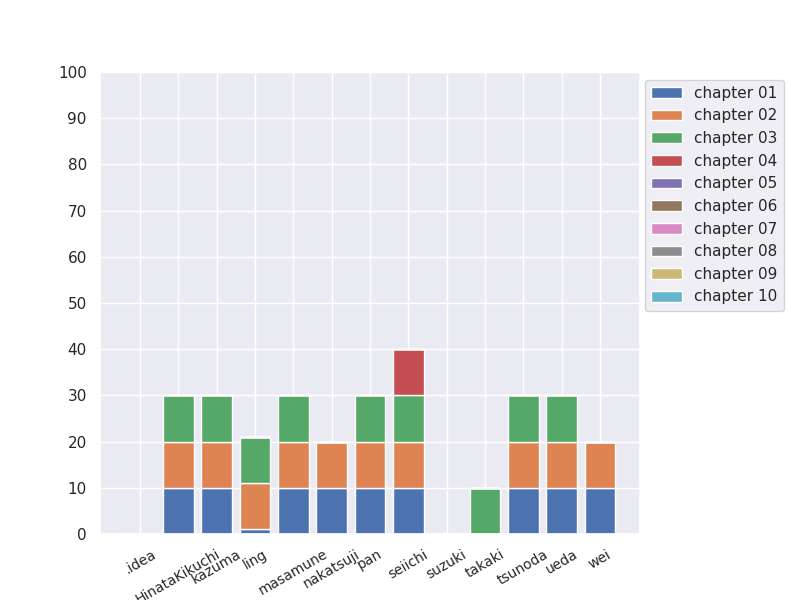 100
90
80
70
60
50
40
30
20
10
0
.idea
HinataKikuchi
kazuma
ling
masamune
nakatsuji
pan
seiichi
suzuki
takaki
tsunoda
ueda
wei
chapter 01
chapter 02
chapter 03
chapter 04
chapter 05
chapter 06
chapter 07
chapter 08
chapter 09
chapter 10